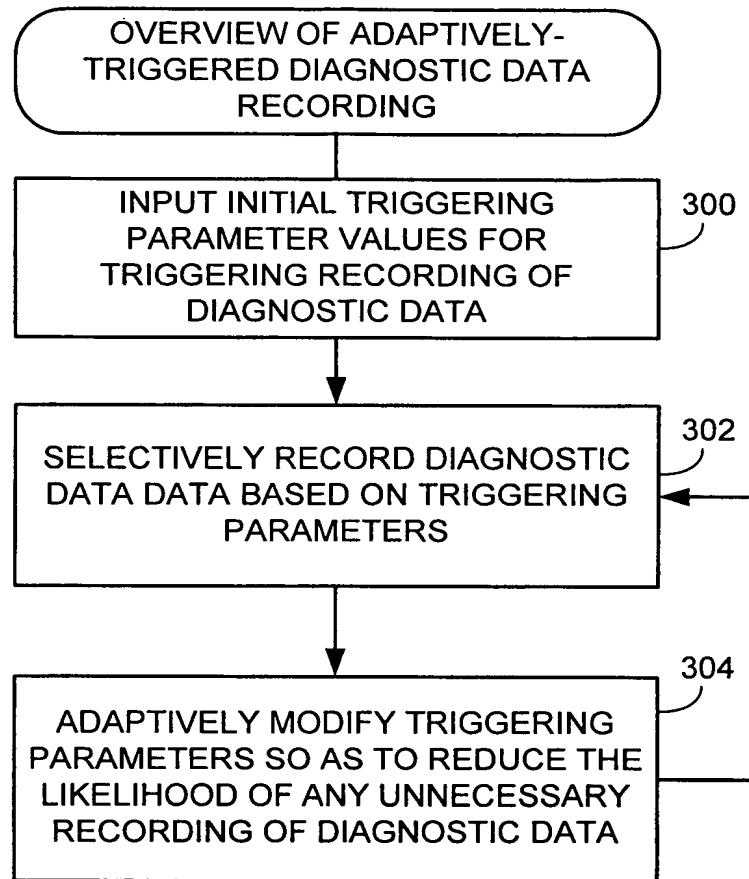 OVERVIEW OF ADAPTIVELY-
TRIGGERED DIAGNOSTIC DATA
RECORDING
INPUT INITIAL TRIGGERING
PARAMETER VALUES FOR
TRIGGERING RECORDING OF
DIAGNOSTIC DATA
300
SELECTIVELY RECORD DIAGNOSTIC
DATA DATA BASED ON TRIGGERING
PARAMETERS
302
ADAPTIVELY MODIFY TRIGGERING
PARAMETERS SO AS TO REDUCE THE
LIKELIHOOD OF ANY UNNECESSARY
RECORDING OF DIAGNOSTIC DATA
304